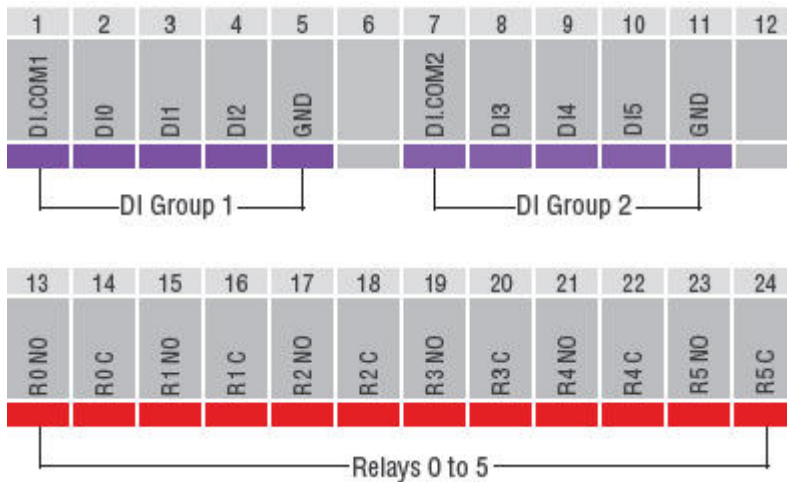 1 2 3 4 5 6 7 8 9 10 11 12
DI.COM1 DI0 DI1 DI2 GND DI.COM2 DI3 DI4 DI5 GND
DI Group 1 DI Group 2
13 14 15 16 17 18 19 20 21 22 23 24
R0 NO R0 C R1 NO R1 C R2 NO R2 C R3 NO R3 C R4 NO R4 C R5 NO R5 C
Relays 0 to 5